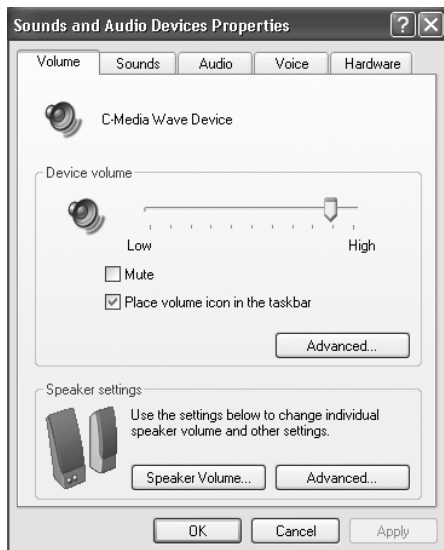 Sounds and Audio Devices Properties
Volume Sounds Audio Voice Hardware
C-Media Wave Device
Device volume
Low High
Mute
Place volume icon in the taskbar
Advanced...
Speaker settings
Use the settings below to change individual
speaker volume and other settings.
Speaker Volume... Advanced...
OK Cancel Apply